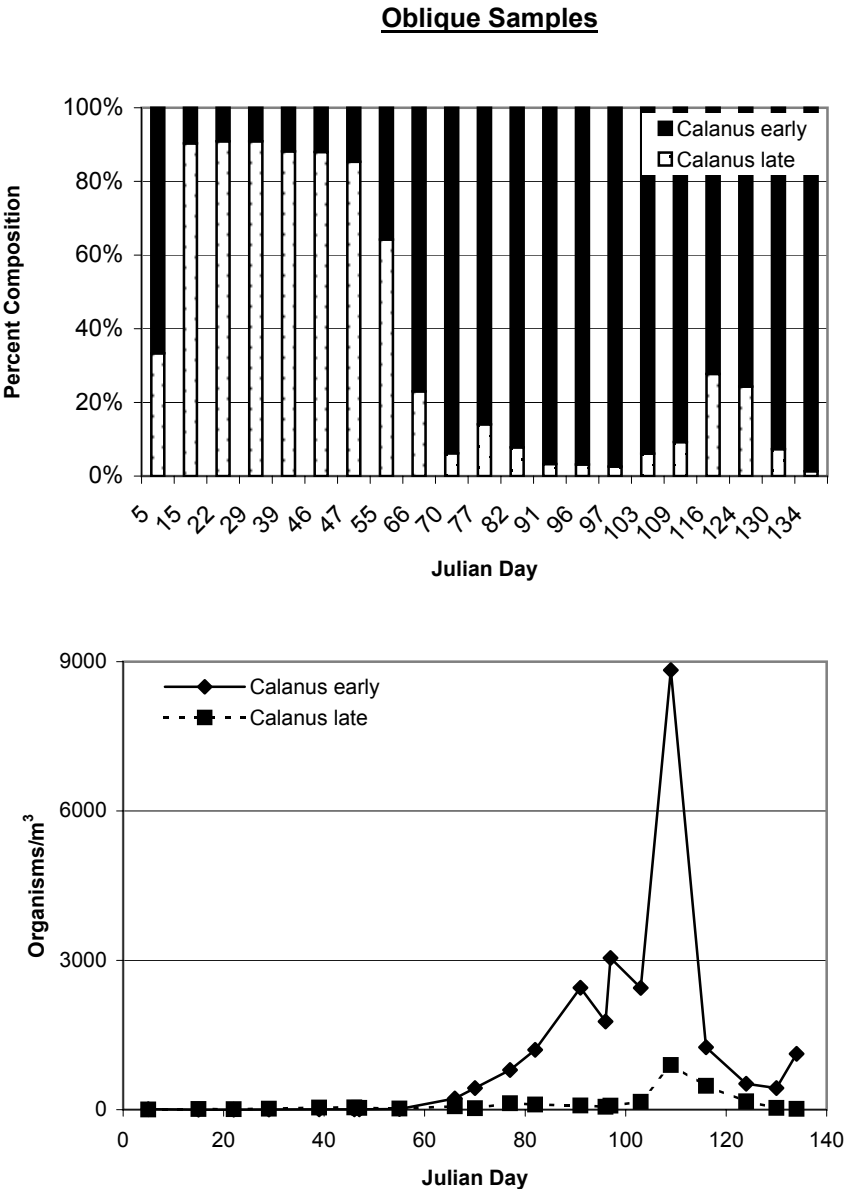 Oblique Samples
100%
80%
60%
40%
20%
0%
Percent Composition
Calanus early
Calanus late
5 15 22 29 39 46 47 55 66 70 77 82 91 96 97 103 109 116 124 130 134
Julian Day
9000
6000
3000
0
Organisms/m³
Calanus early
Calanus late
0 20 40 60 80 100 120 140
Julian Day